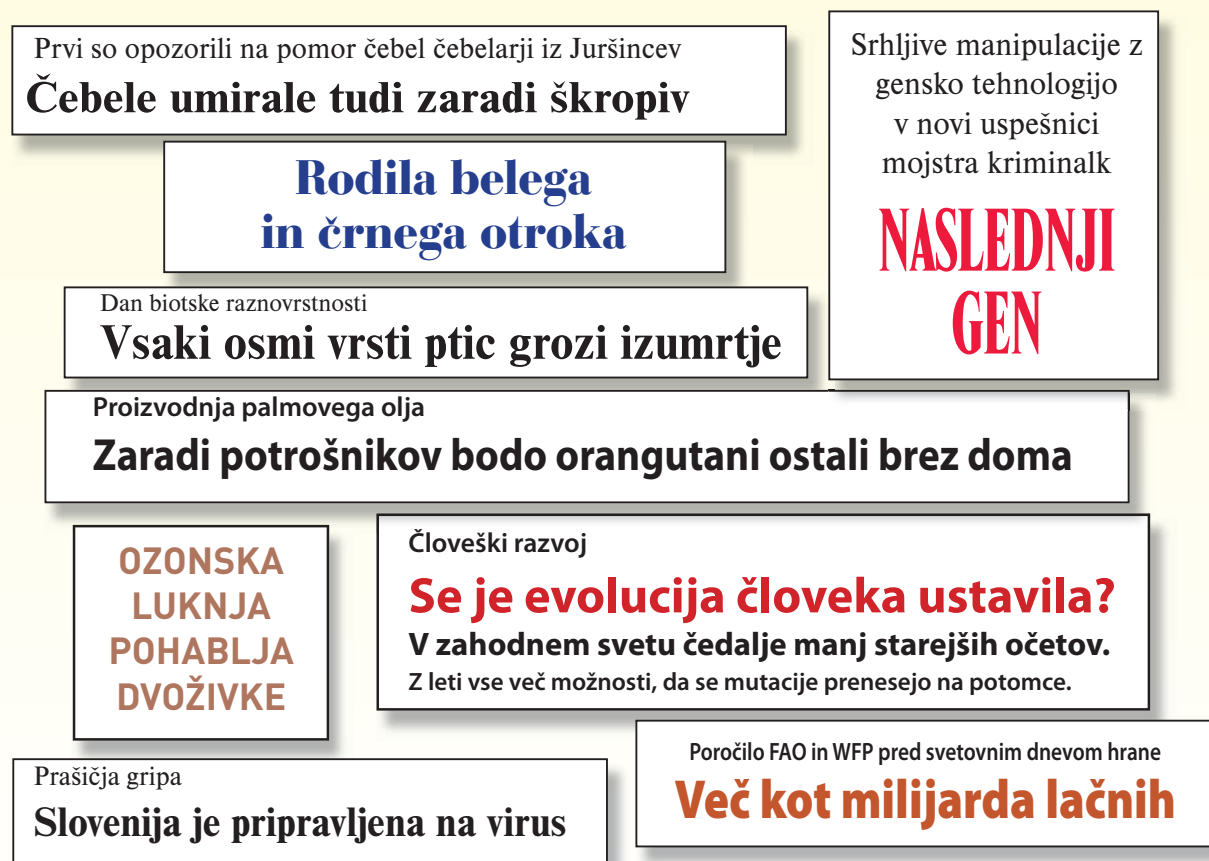 Prvi so opozorili na pomor čebel čebelarji iz Juršincev
Čebele umirale tudi zaradi škropiv
Srhljive manipulacije z
gensko tehnologijo
v novi uspešnici
mojstra kriminalk
NASLEDNJI
GEN
Rodila belega
in črnega otroka
Dan biotske raznovrstnosti
Vsaki osmi vrsti ptic grozi izumrtje
Proizvodnja palmovega olja
Zaradi potrošnikov bodo orangutani ostali brez doma
OZONSKA
LUKNJA
POHABLJA
DVOŽIVKE
Človeški razvoj
Se je evolucija človeka ustavila?
V zahodnem svetu čedalje manj starejših očetov.
Z leti vse več možnosti, da se mutacije prenesejo na potomce.
Prašičja gripa
Slovenija je pripravljena na virus
Poročilo FAO in WFP pred svetovnim dnevom hrane
Več kot milijarda lačnih